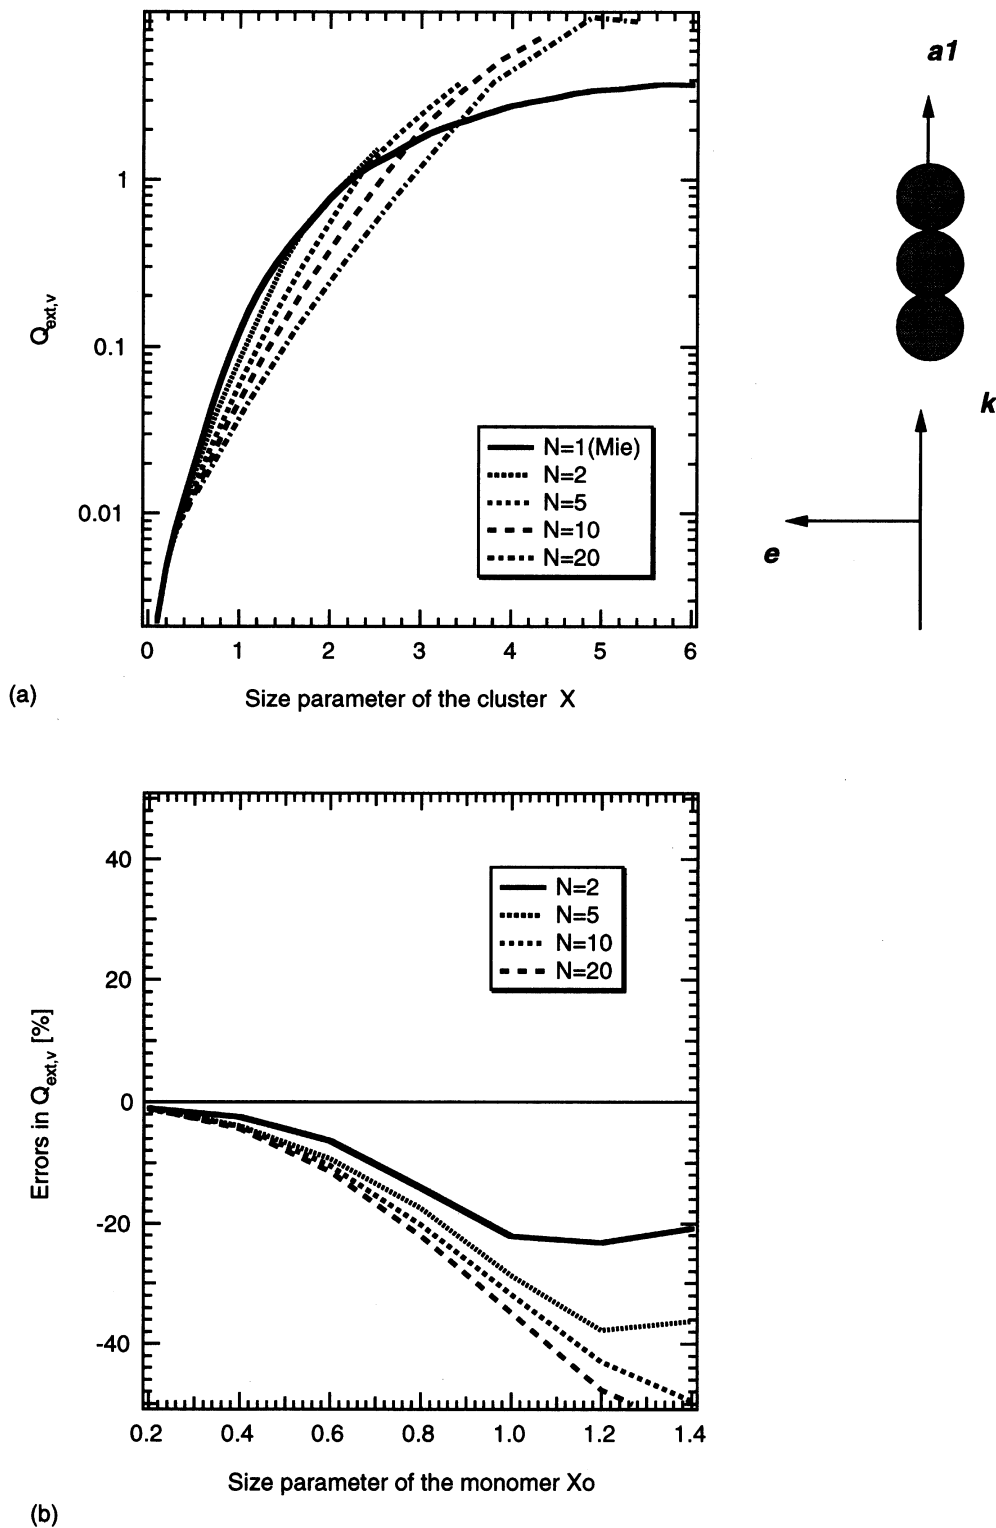 a1
1
0.1
0.01
Q_ext,v
N=1(Mie)
N=2
N=5
N=10
N=20
k
e
0 1 2 3 4 5 6
(a)
Size parameter of the cluster X
40
20
0
-20
-40
Errors in Q_ext,v [%]
N=2
N=5
N=10
N=20
0.2 0.4 0.6 0.8 1.0 1.2 1.4
Size parameter of the monomer Xo
(b)